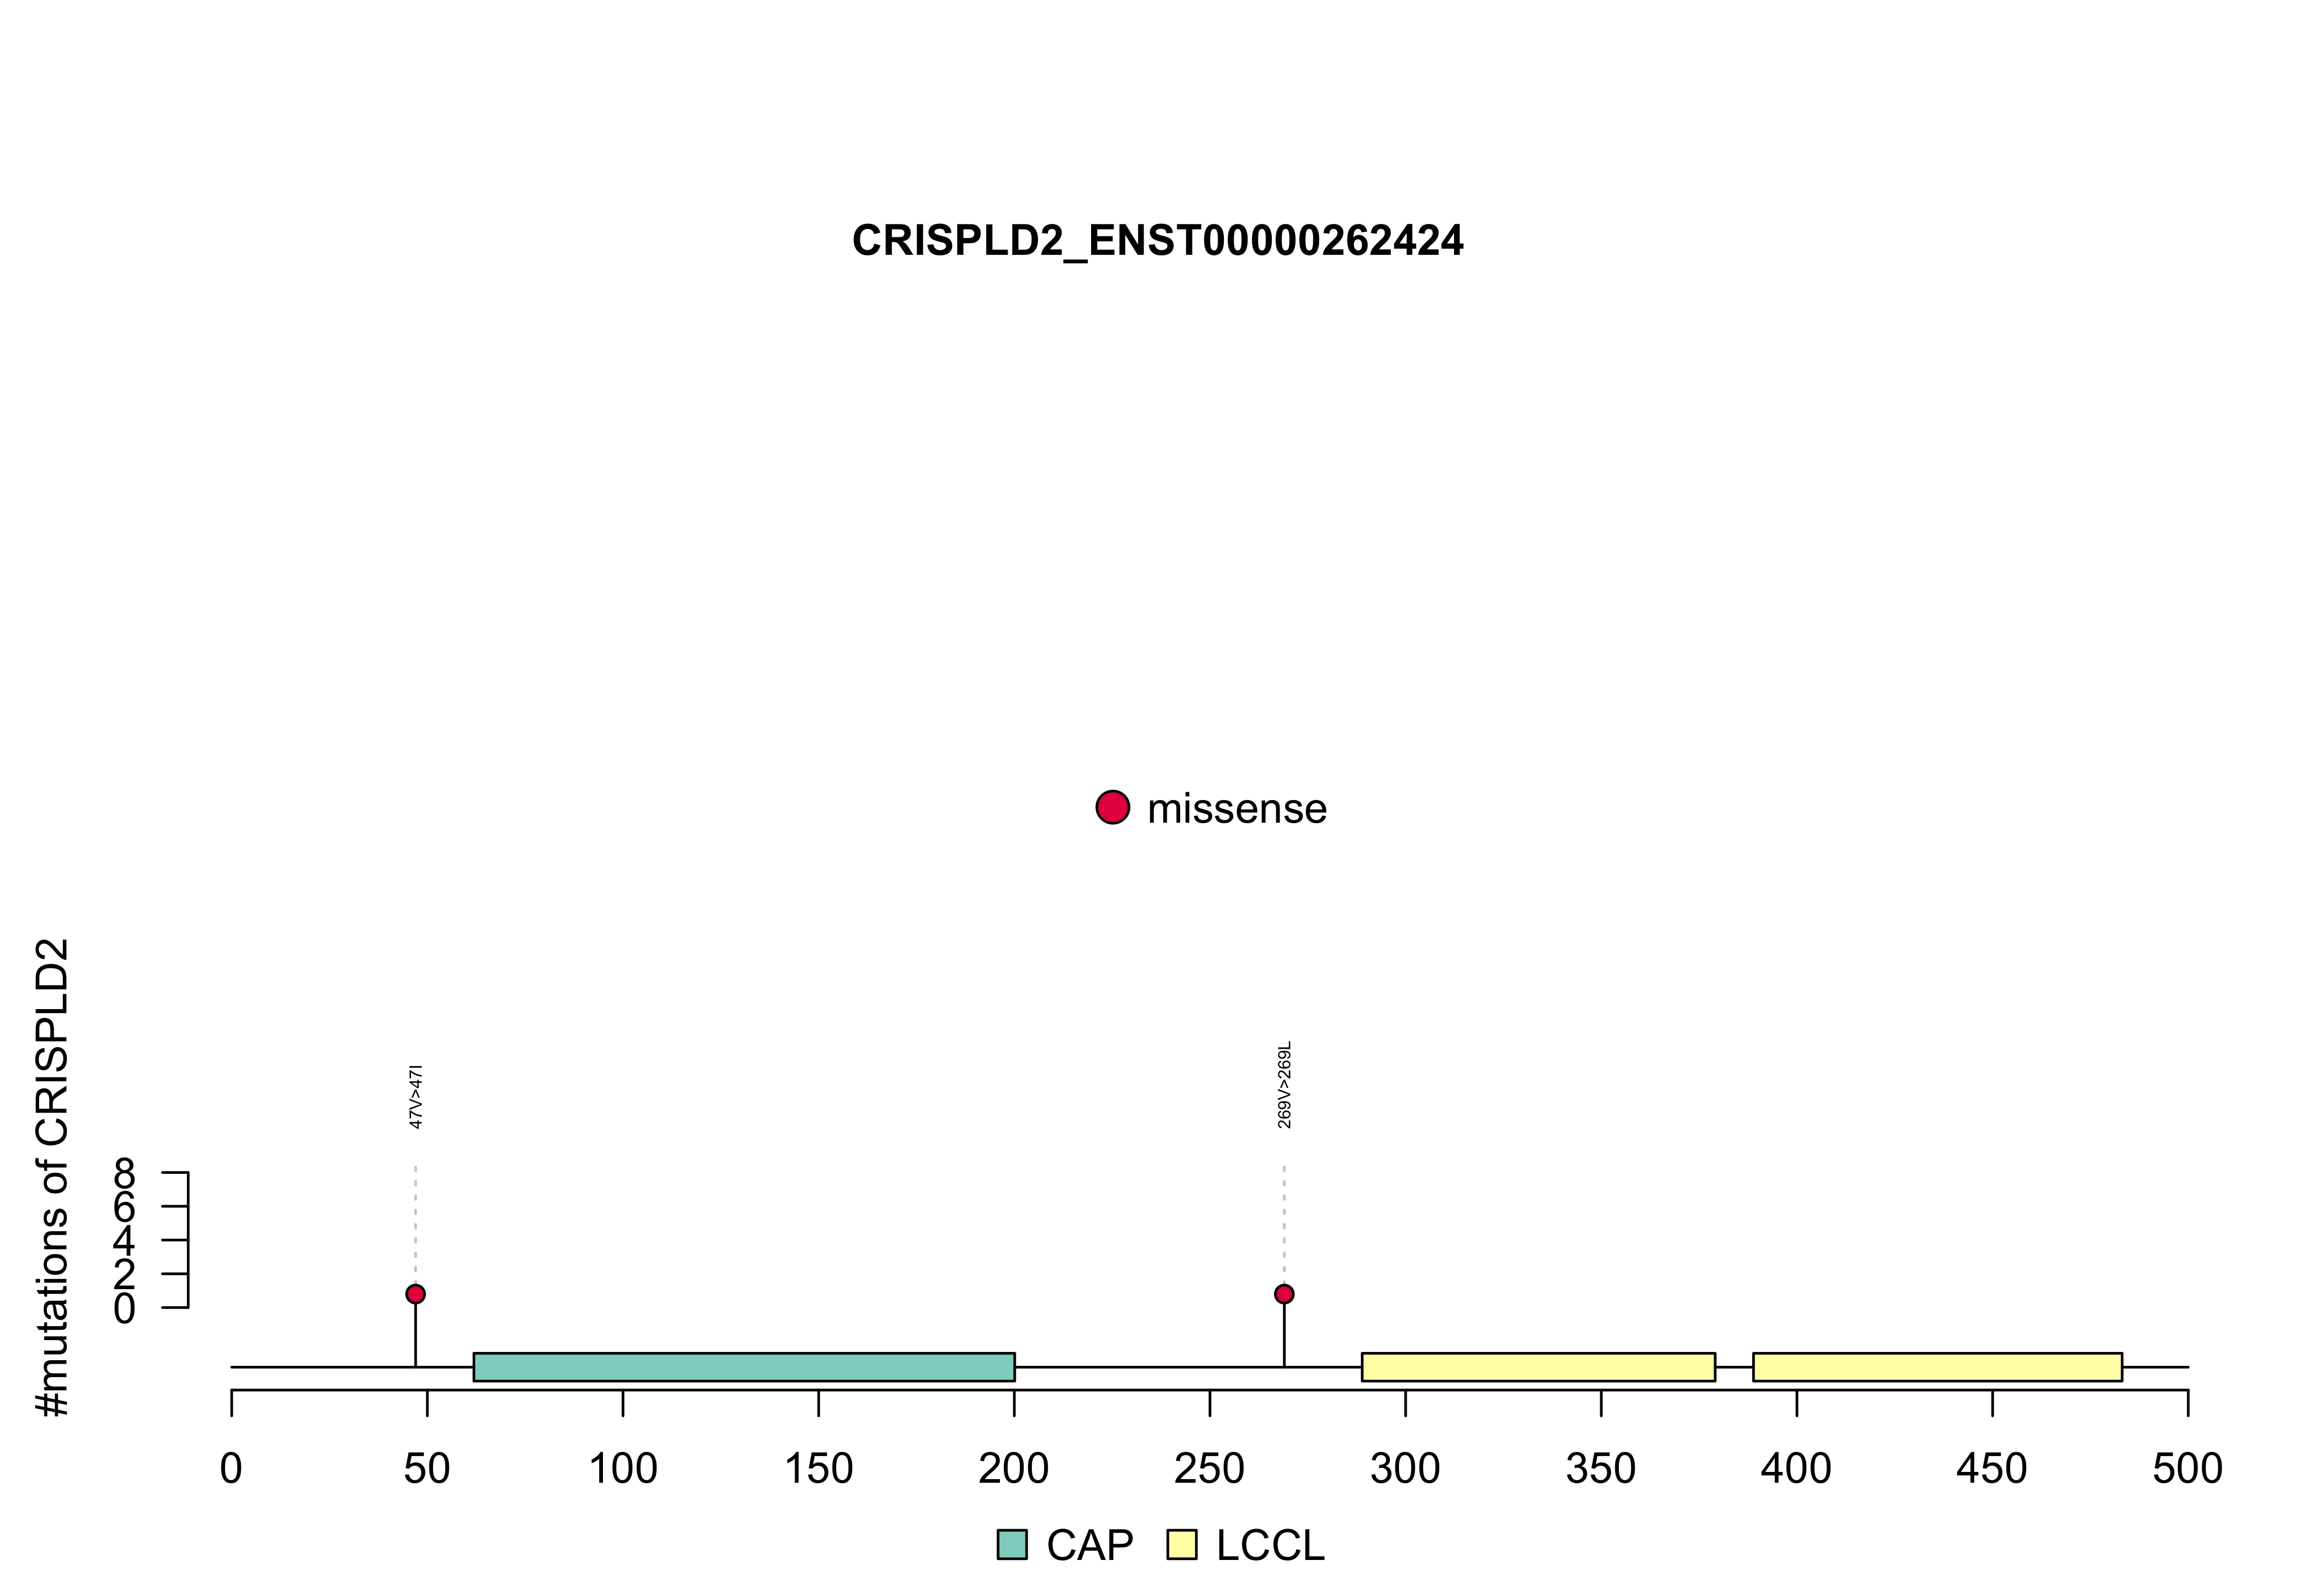 CRISPLD2_ENST00000262424
missense
#mutations of CRISPLD2
47V>47I
269V>269L
8
6
4
2
0
0 50 100 150 200 250 300 350 400 450 500
CAP LCCL